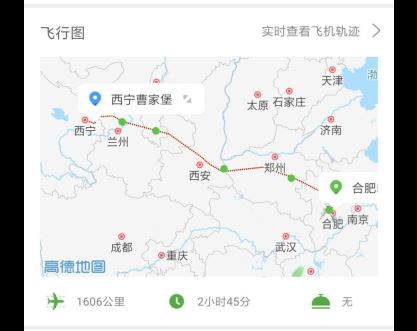 飞行图
实时查看飞机轨迹
天津
渤
西宁曹家堡
太原
石家庄
西宁
济南
兰州
西安
郑州
合肥
合肥
南京
成都
武汉
重庆
高德地图
1606公里
2小时45分
无